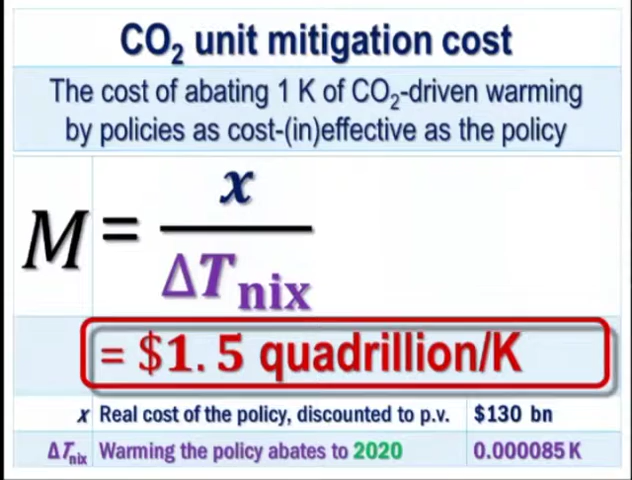 CO₂ unit mitigation cost
The cost of abating 1 K of CO₂-driven warming
by policies as cost-(in)effective as the policy
M = x / ΔTnix
= $1.5 quadrillion/K
x Real cost of the policy, discounted to p.v. $130 bn
ΔTnix Warming the policy abates to 2020 0.000085 K